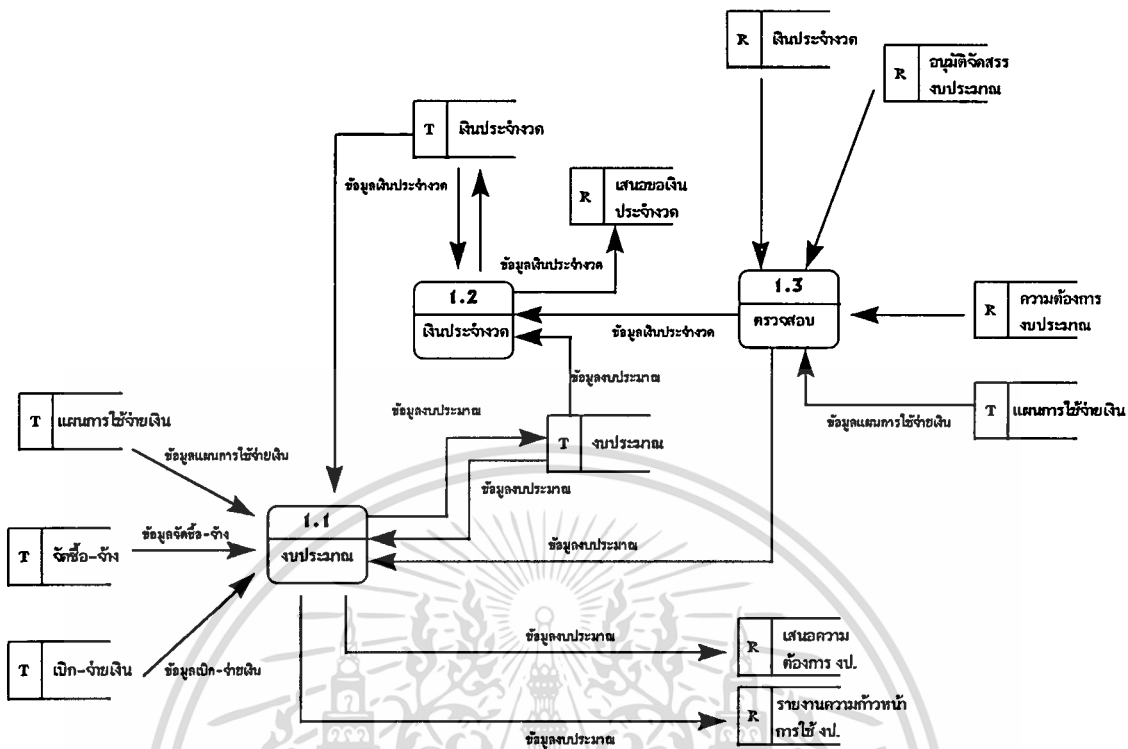 R เงินประจำงวด
R อนุมัติจัดสรร
งบประมาณ
T เงินประจำงวด
ข้อมูลเงินประจำงวด
R เสนอขอเงิน
ประจำงวด
ข้อมูลเงินประจำงวด
1.2
เงินประจำงวด
1.3
ตรวจสอบ
ข้อมูลเงินประจำงวด
R ความต้องการ
งบประมาณ
ข้อมูลงบประมาณ
T แผนการใช้จ่ายเงิน
ข้อมูลแผนการใช้จ่ายเงิน
T แผนการใช้จ่ายเงิน
ข้อมูลแผนการใช้จ่ายเงิน
ข้อมูลงบประมาณ
T งบประมาณ
ข้อมูลงบประมาณ
1.1
งบประมาณ
T จัดซื้อ-จ้าง
ข้อมูลจัดซื้อ-จ้าง
ข้อมูลงบประมาณ
T เบิก-จ่ายเงิน
ข้อมูลเบิก-จ่ายเงิน
ข้อมูลงบประมาณ
R เสนอความ
ต้องการ งป.
ข้อมูลงบประมาณ
R รายงานความก้าวหน้า
การใช้ งป.